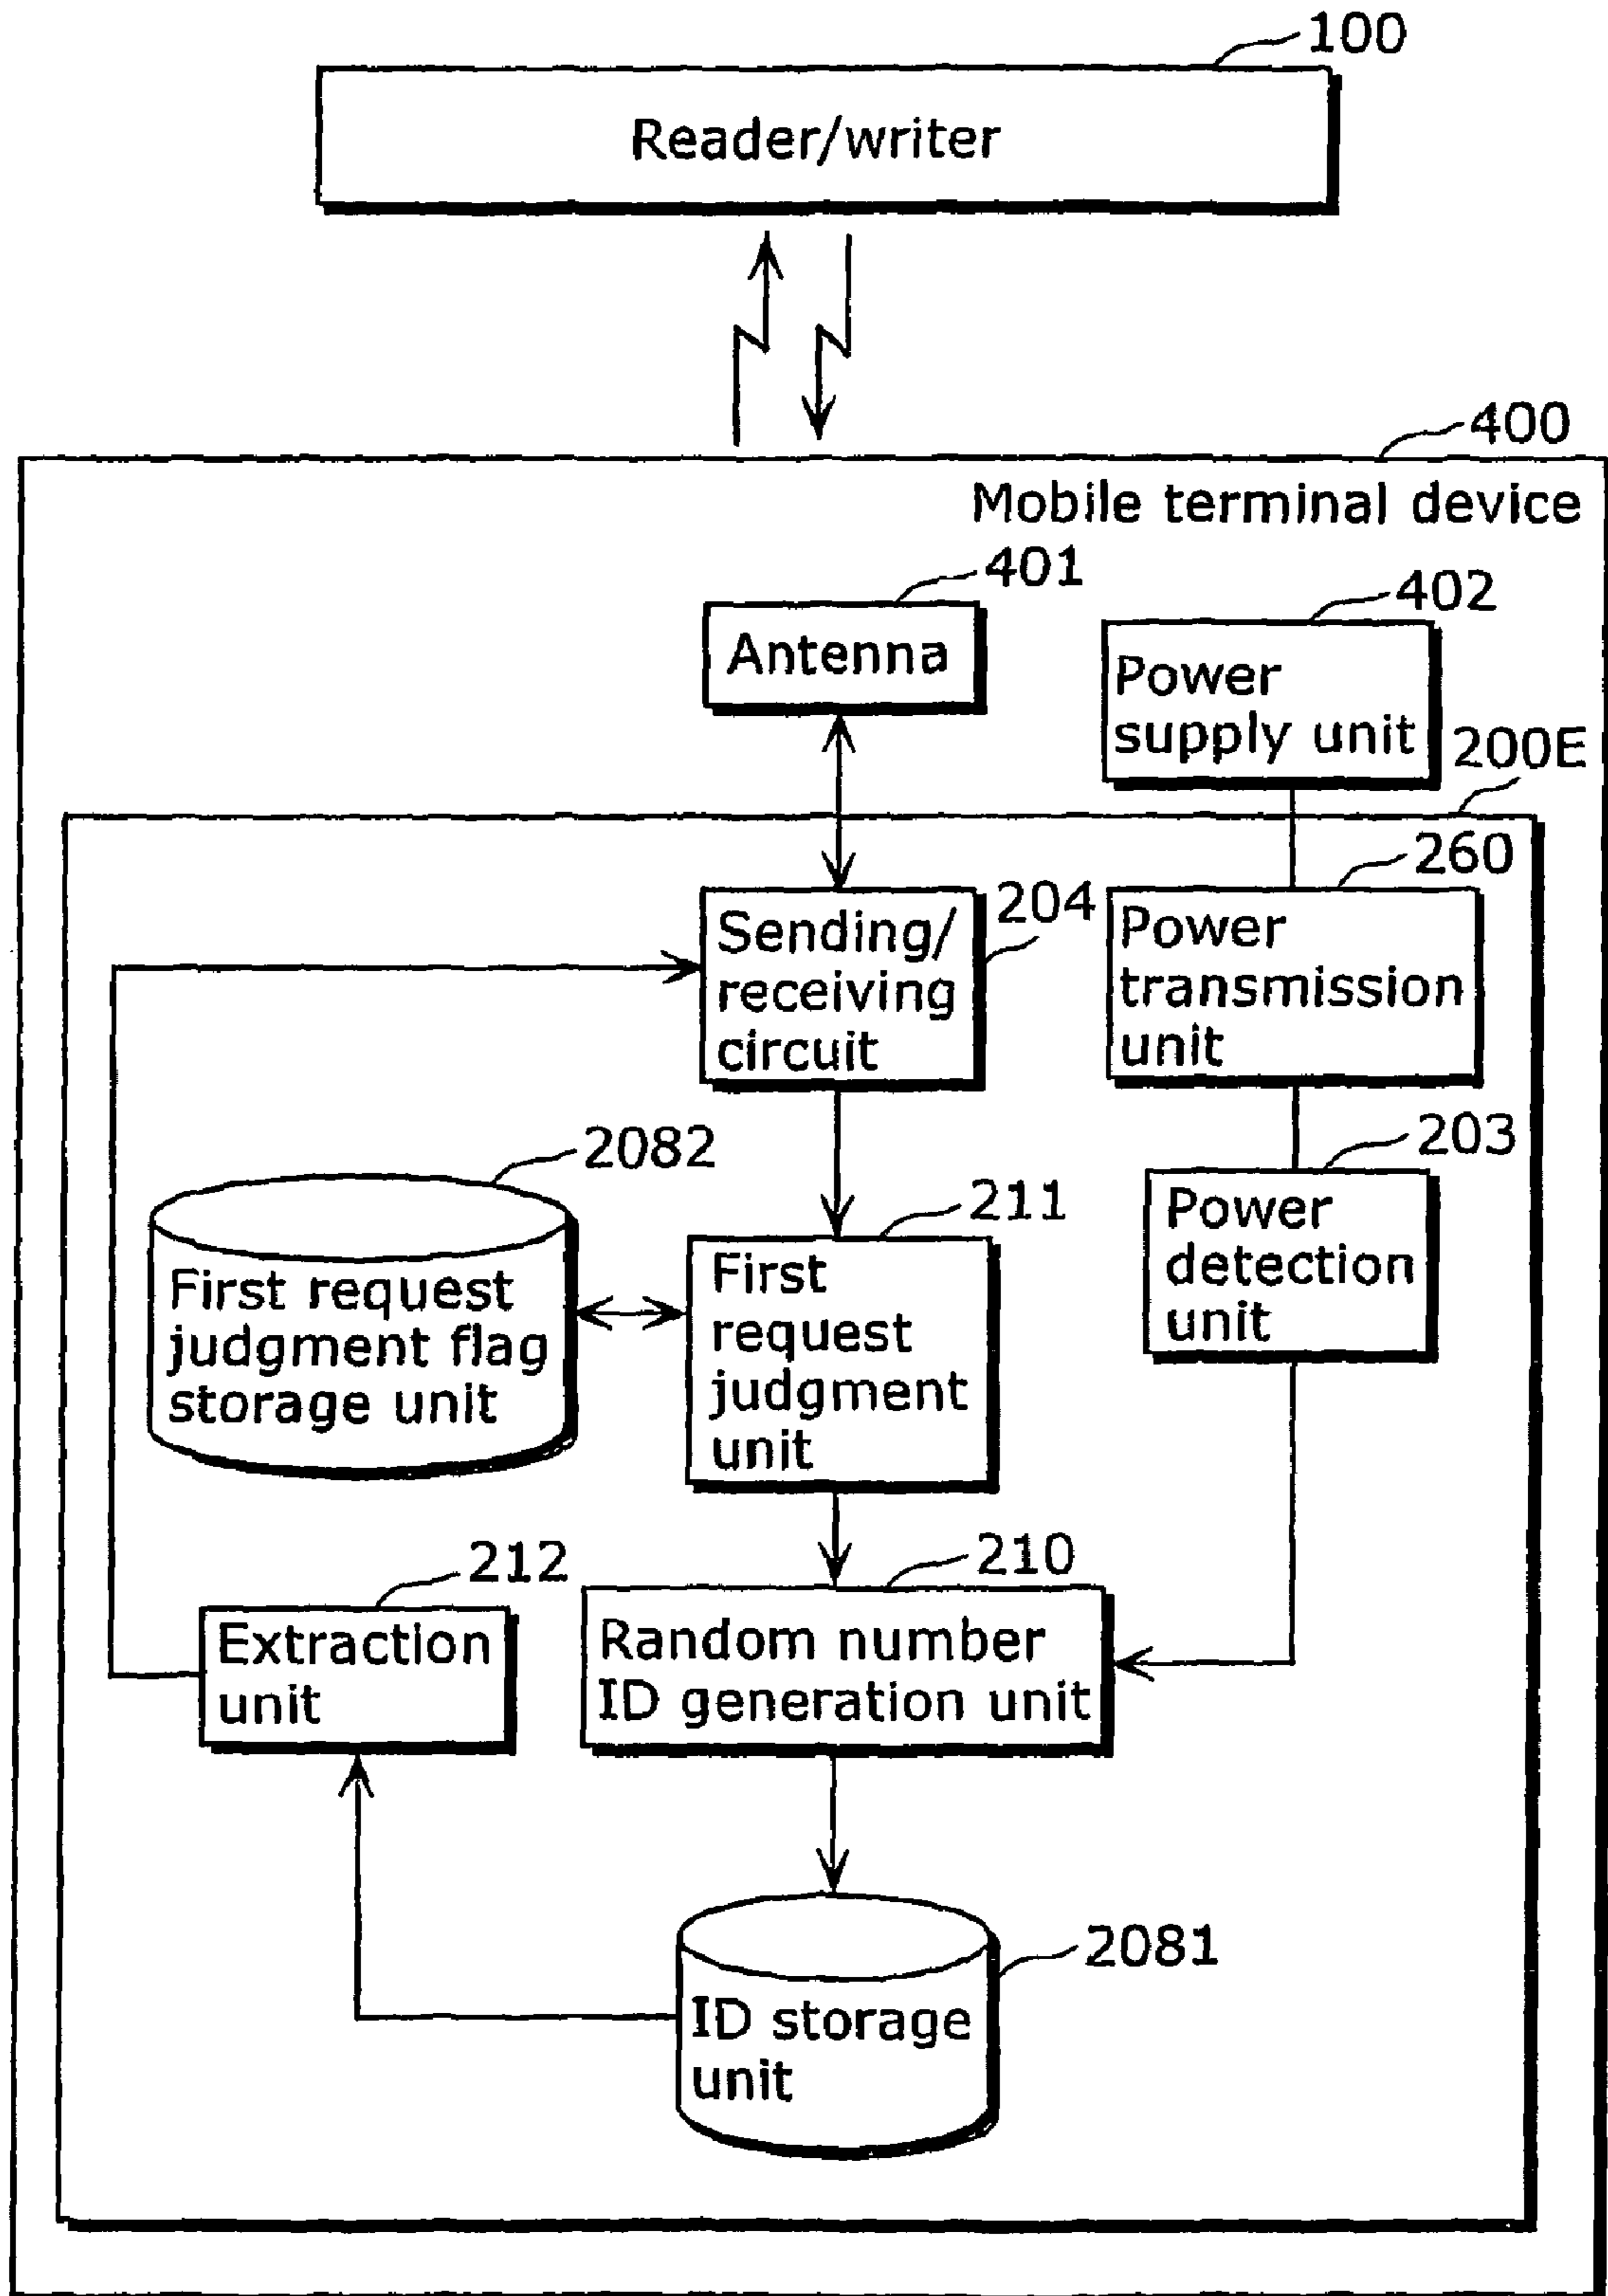 100
Reader/writer
400
Mobile terminal device
401
Antenna
402
Power
supply unit
200E
204
Sending/
receiving
circuit
260
Power
transmission
unit
203
Power
detection
unit
2082
First request
judgment flag
storage unit
211
First
request
judgment
unit
212
Extraction
unit
210
Random number
ID generation unit
2081
ID storage
unit